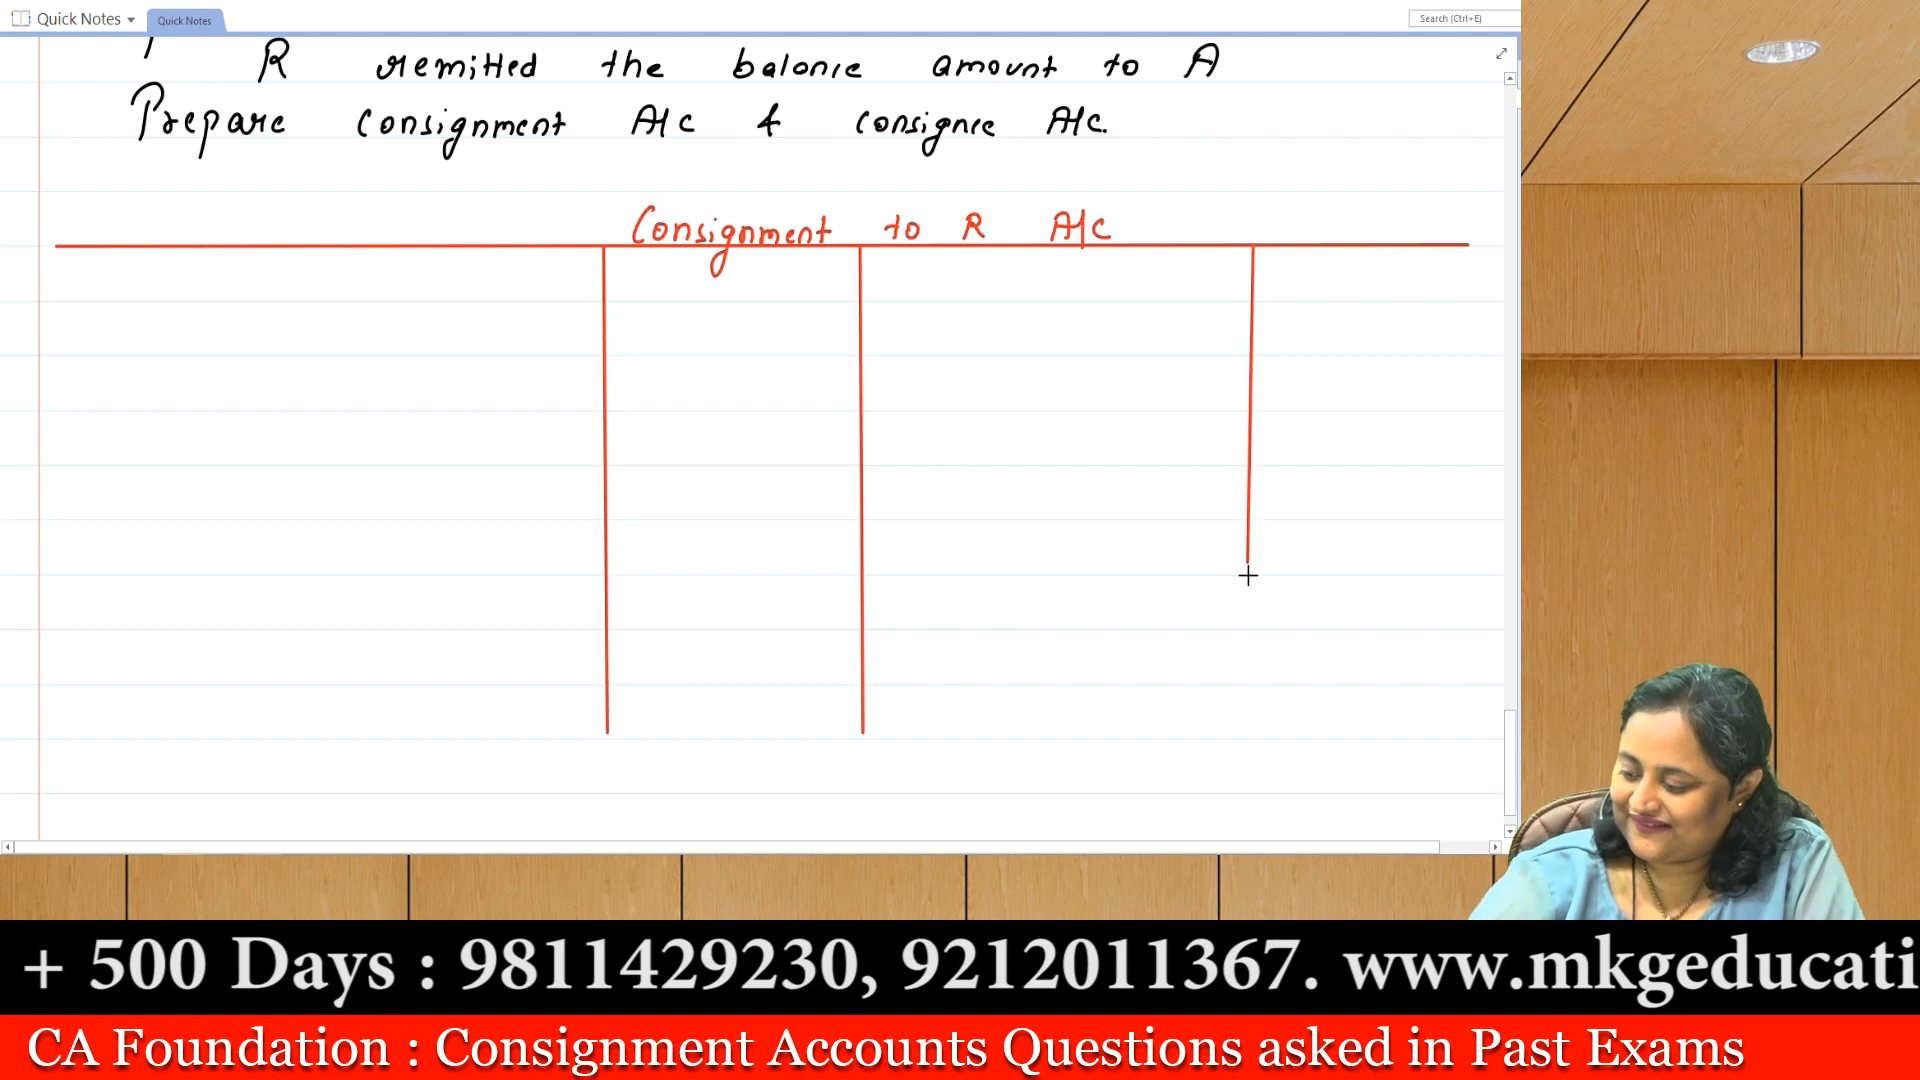 Quick Notes
Quick Notes
Search (Ctrl+E)
R remitted the balance amount to A
Prepare consignment A/c & consignee A/c.
Consignment to R A/c
+ 500 Days : 9811429230, 9212011367. www.mkgeducati
CA Foundation : Consignment Accounts Questions asked in Past Exams